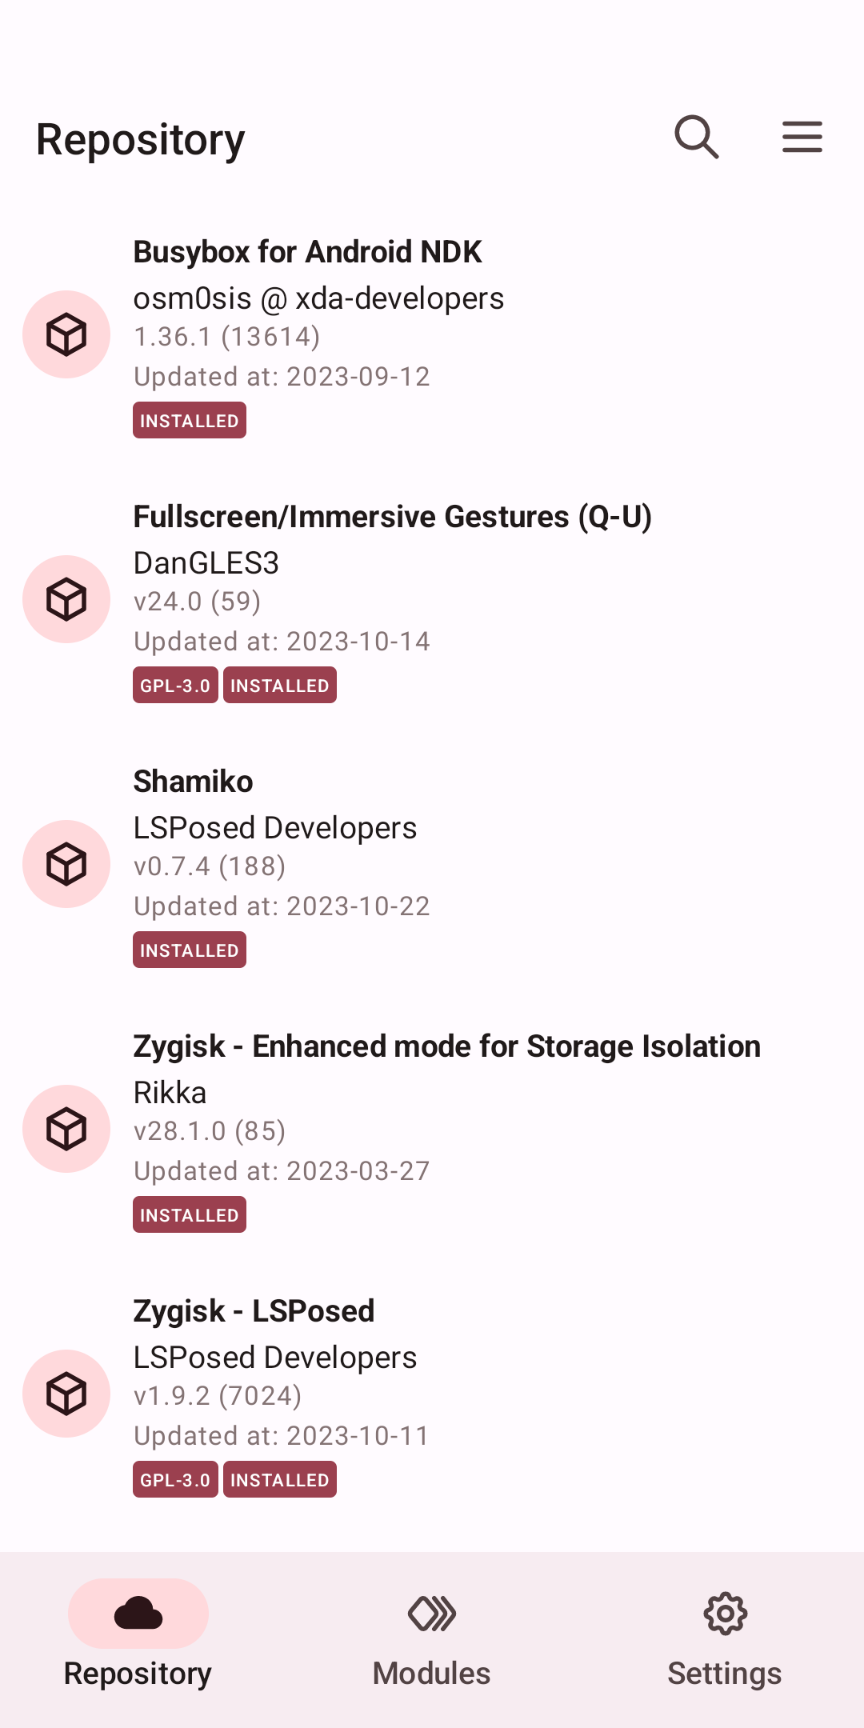 Repository
Busybox for Android NDK
osm0sis @ xda-developers
1.36.1 (13614)
Updated at: 2023-09-12
INSTALLED
Fullscreen/Immersive Gestures (Q-U)
DanGLES3
v24.0 (59)
Updated at: 2023-10-14
GPL-3.0 INSTALLED
Shamiko
LSPosed Developers
v0.7.4 (188)
Updated at: 2023-10-22
INSTALLED
Zygisk - Enhanced mode for Storage Isolation
Rikka
v28.1.0 (85)
Updated at: 2023-03-27
INSTALLED
Zygisk - LSPosed
LSPosed Developers
v1.9.2 (7024)
Updated at: 2023-10-11
GPL-3.0 INSTALLED
Repository Modules Settings